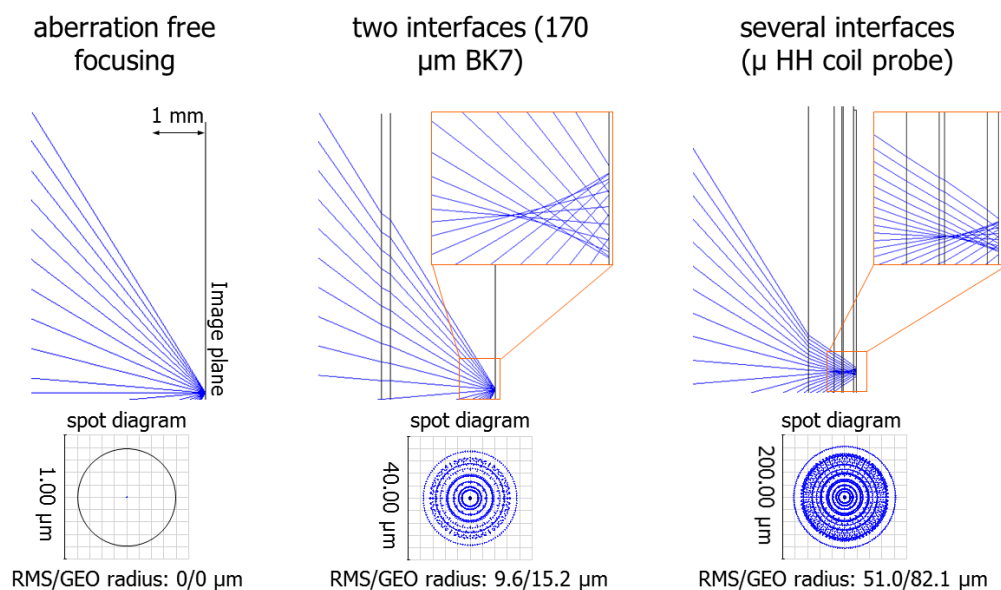 aberration free
focusing
two interfaces (170
µm BK7)
several interfaces
(µ HH coil probe)
1 mm
Image plane
spot diagram
spot diagram
spot diagram
1.00 µm
40.00 µm
200.00 µm
RMS/GEO radius: 0/0 µm
RMS/GEO radius: 9.6/15.2 µm
RMS/GEO radius: 51.0/82.1 µm